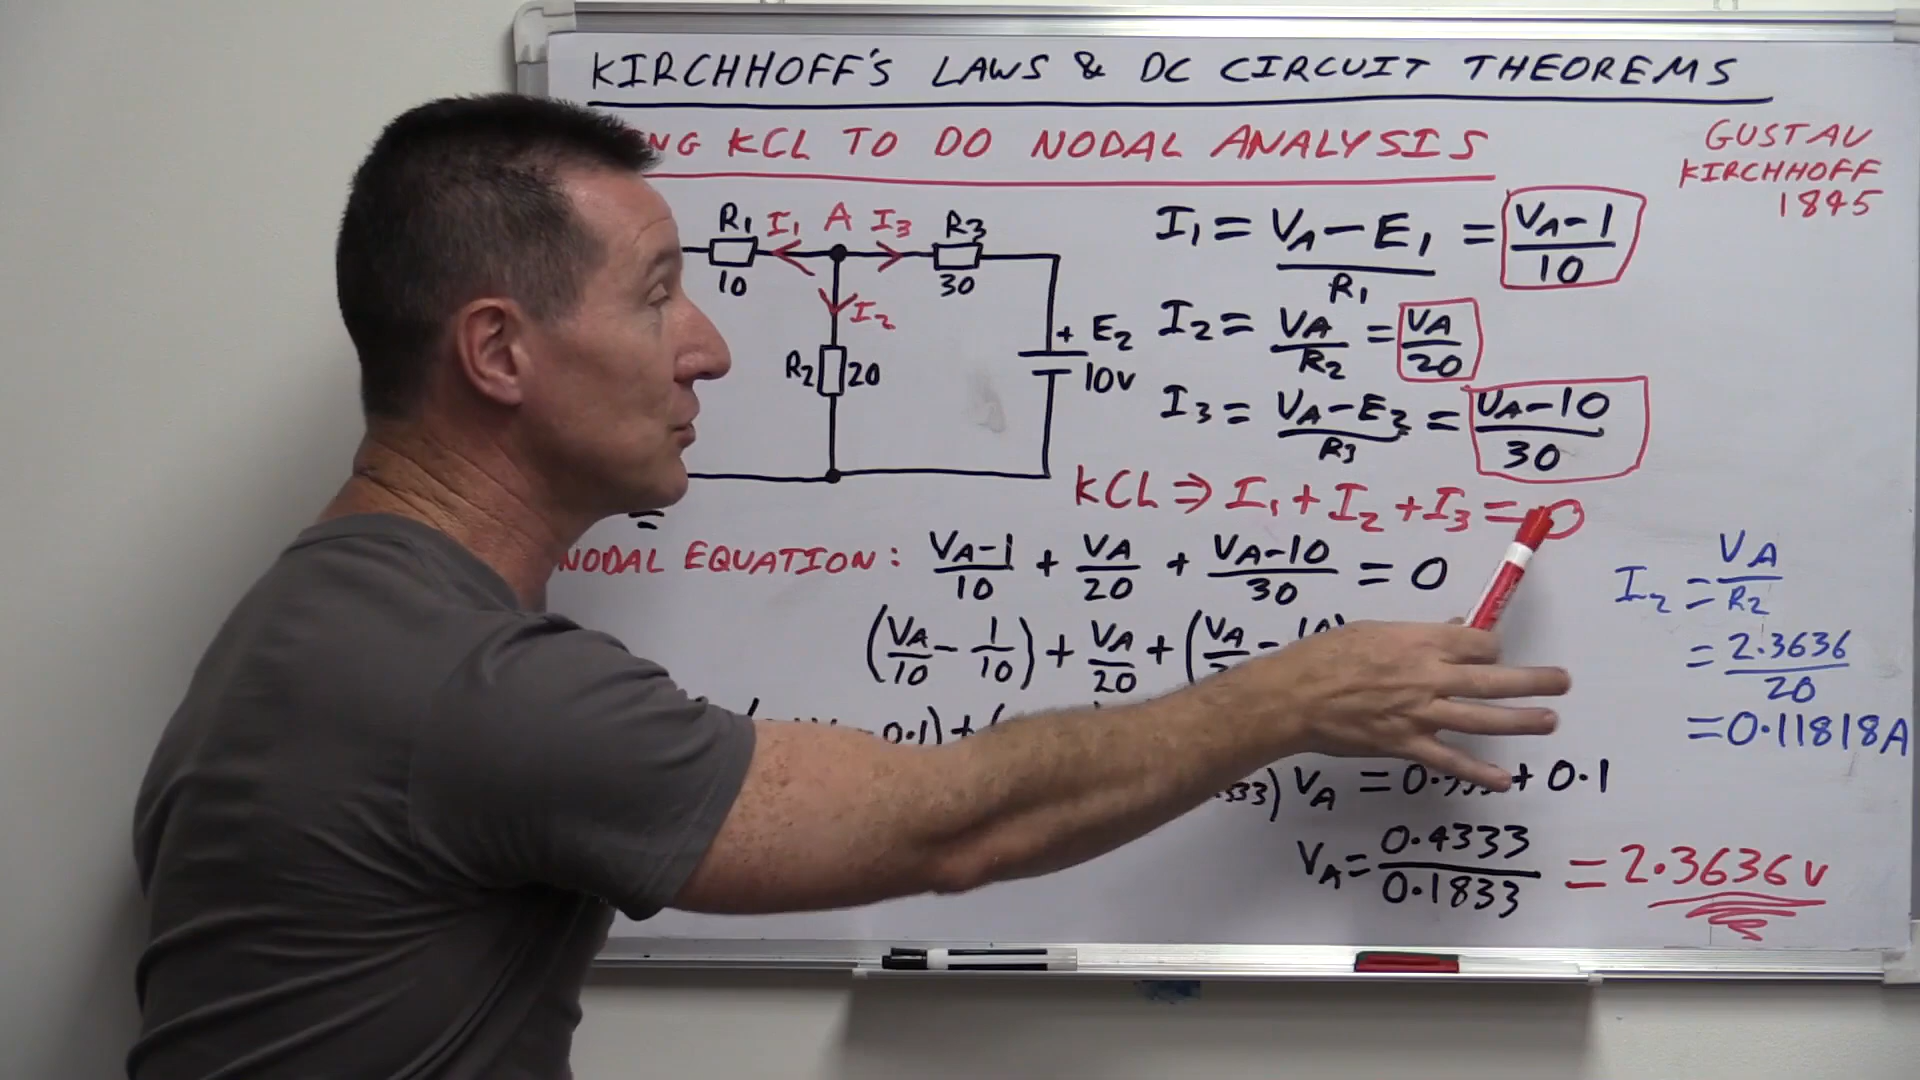 KIRCHHOFF'S LAWS & DC CIRCUIT THEOREMS
KCL TO DO NODAL ANALYSIS
GUSTAV
KIRCHHOFF
1845
R1 I1 A I3 R3
10 30
I2
R2 20
+ E2
10V
I1 = VA-E1/R1 = VA-1/10
I2 = VA/R2 = VA/20
I3 = VA-E2/R3 = VA-10/30
KCL ⇒ I1 + I2 + I3 = 0
NODAL EQUATION: VA-1/10 + VA/20 + VA-10/30 = 0
(VA/10 - 1/10) + VA/20 + (VA
0.1) +
VA = 0. + 0.1
VA = 0.4333/0.1833 = 2.3636V
I2 = VA/R2
= 2.3636/20
= 0.11818A